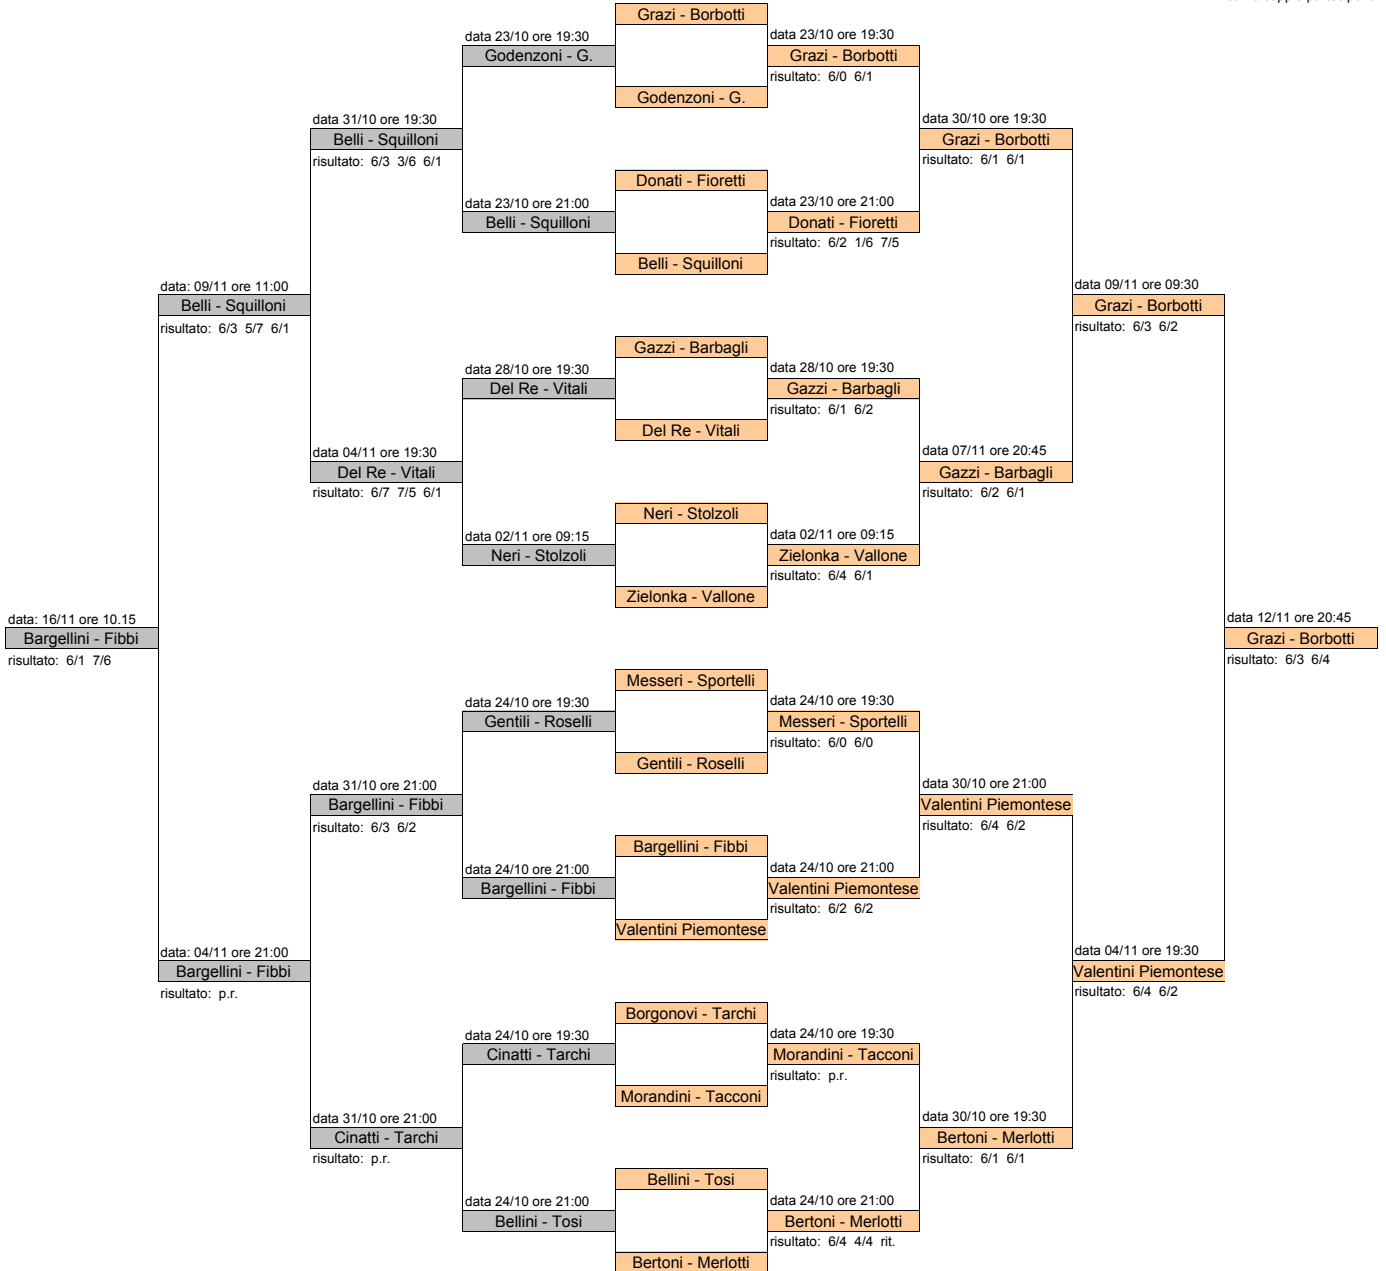 Grazi - Borbotti
data 23/10 ore 19:30
data 23/10 ore 19:30
Godenzoni - G.
Grazi - Borbotti
risultato: 6/0 6/1
Godenzoni - G.
data 31/10 ore 19:30
data 30/10 ore 19:30
Belli - Squilloni
Grazi - Borbotti
risultato: 6/3 3/6 6/1
risultato: 6/1 6/1
Donati - Fioretti
data 23/10 ore 21:00
data 23/10 ore 21:00
Belli - Squilloni
Donati - Fioretti
risultato: 6/2 1/6 7/5
Belli - Squilloni
data: 09/11 ore 11:00
data 09/11 ore 09:30
Belli - Squilloni
Grazi - Borbotti
risultato: 6/3 5/7 6/1
risultato: 6/3 6/2
Gazzi - Barbagli
data 28/10 ore 19:30
data 28/10 ore 19:30
Del Re - Vitali
Gazzi - Barbagli
risultato: 6/1 6/2
Del Re - Vitali
data 04/11 ore 19:30
data 07/11 ore 20:45
Del Re - Vitali
Gazzi - Barbagli
risultato: 6/7 7/5 6/1
risultato: 6/2 6/1
Neri - Stolzoli
data 02/11 ore 09:15
data 02/11 ore 09:15
Neri - Stolzoli
Zielonka - Vallone
risultato: 6/4 6/1
Zielonka - Vallone
data: 16/11 ore 10.15
data 12/11 ore 20:45
Bargellini - Fibbi
Grazi - Borbotti
risultato: 6/1 7/6
risultato: 6/3 6/4
Messeri - Sportelli
data 24/10 ore 19:30
data 24/10 ore 19:30
Gentili - Roselli
Messeri - Sportelli
risultato: 6/0 6/0
Gentili - Roselli
data 31/10 ore 21:00
data 30/10 ore 21:00
Bargellini - Fibbi
Valentini Piemontese
risultato: 6/3 6/2
risultato: 6/4 6/2
Bargellini - Fibbi
data 24/10 ore 21:00
data 24/10 ore 21:00
Bargellini - Fibbi
Valentini Piemontese
risultato: 6/2 6/2
Valentini Piemontese
data: 04/11 ore 21:00
data 04/11 ore 19:30
Bargellini - Fibbi
Valentini Piemontese
risultato: p.r.
risultato: 6/4 6/2
Borgonovi - Tarchi
data 24/10 ore 19:30
data 24/10 ore 19:30
Cinatti - Tarchi
Morandini - Tacconi
risultato: p.r.
Morandini - Tacconi
data 31/10 ore 21:00
data 30/10 ore 19:30
Cinatti - Tarchi
Bertoni - Merlotti
risultato: p.r.
risultato: 6/1 6/1
Bellini - Tosi
data 24/10 ore 21:00
data 24/10 ore 21:00
Bellini - Tosi
Bertoni - Merlotti
risultato: 6/4 4/4 rit.
Bertoni - Merlotti